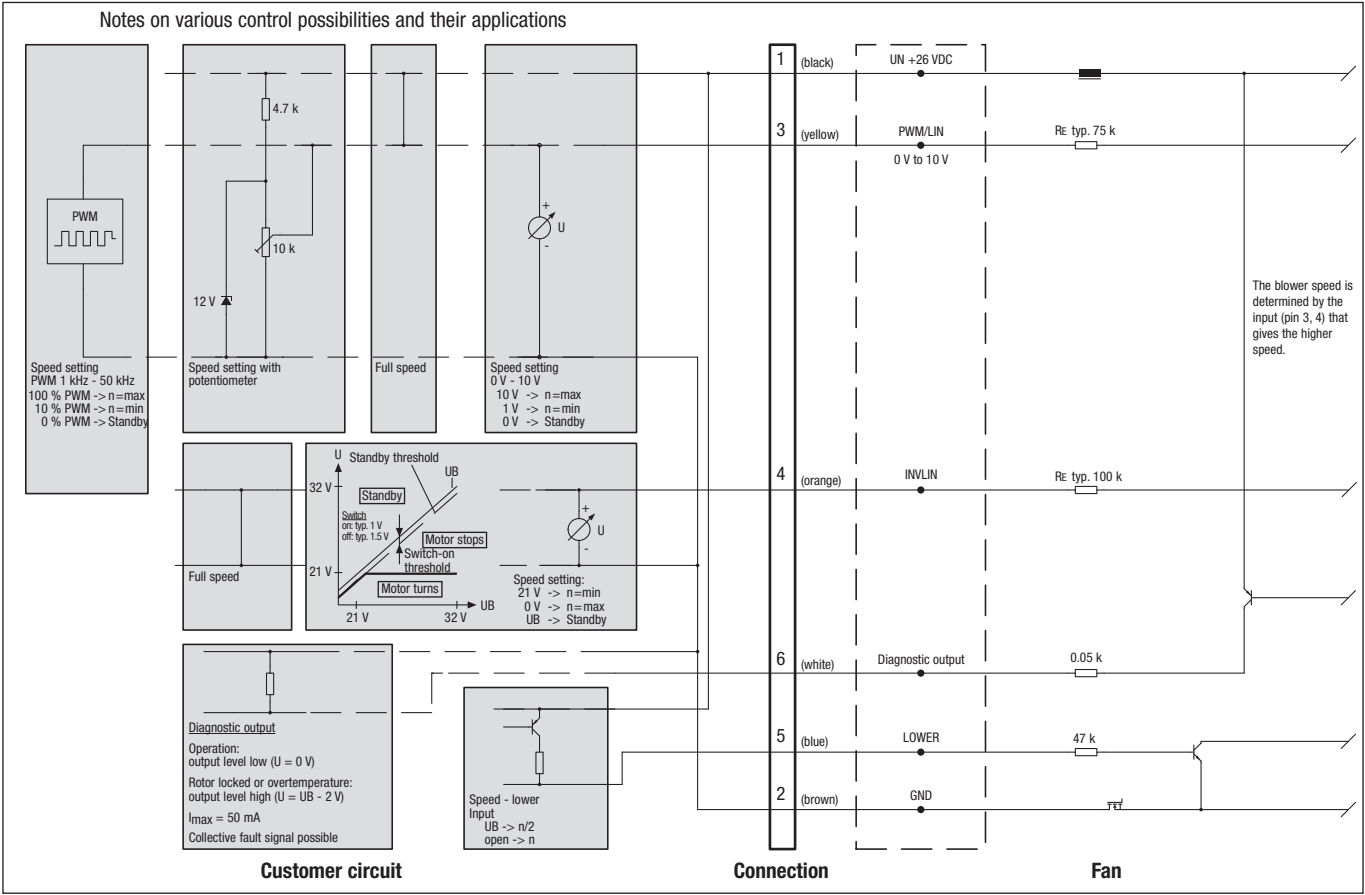 Notes on various control possibilities and their applications
PWM
Speed setting
PWM 1 kHz - 50 kHz
100 % PWM -> n=max
10 % PWM -> n=min
0 % PWM -> Standby
4.7 k
10 k
12 V
Speed setting with
potentiometer
Full speed
+
U
-
Speed setting
0 V - 10 V
10 V -> n=max
1 V -> n=min
0 V -> Standby
1
(black)
UN +26 VDC
3
(yellow)
PWM/LIN
0 V to 10 V
RE typ. 75 k
The blower speed is
determined by the
input (pin 3, 4) that
gives the higher
speed.
Full speed
U
Standby threshold
UB
32 V
Standby
Switch
on: typ. 1 V
off: typ. 1.5 V
Motor stops
Switch-on
threshold
21 V
Motor turns
UB
21 V
32 V
+
U
-
Speed setting:
21 V -> n=min
0 V -> n=max
UB -> Standby
4
(orange)
INVLIN
RE typ. 100 k
6
(white)
Diagnostic output
0.05 k
Diagnostic output
Operation:
output level low (U = 0 V)
Rotor locked or overtemperature:
output level high (U = UB - 2 V)
Imax = 50 mA
Collective fault signal possible
Speed - lower
Input
UB -> n/2
open -> n
5
(blue)
LOWER
47 k
2
(brown)
GND
Customer circuit
Connection
Fan